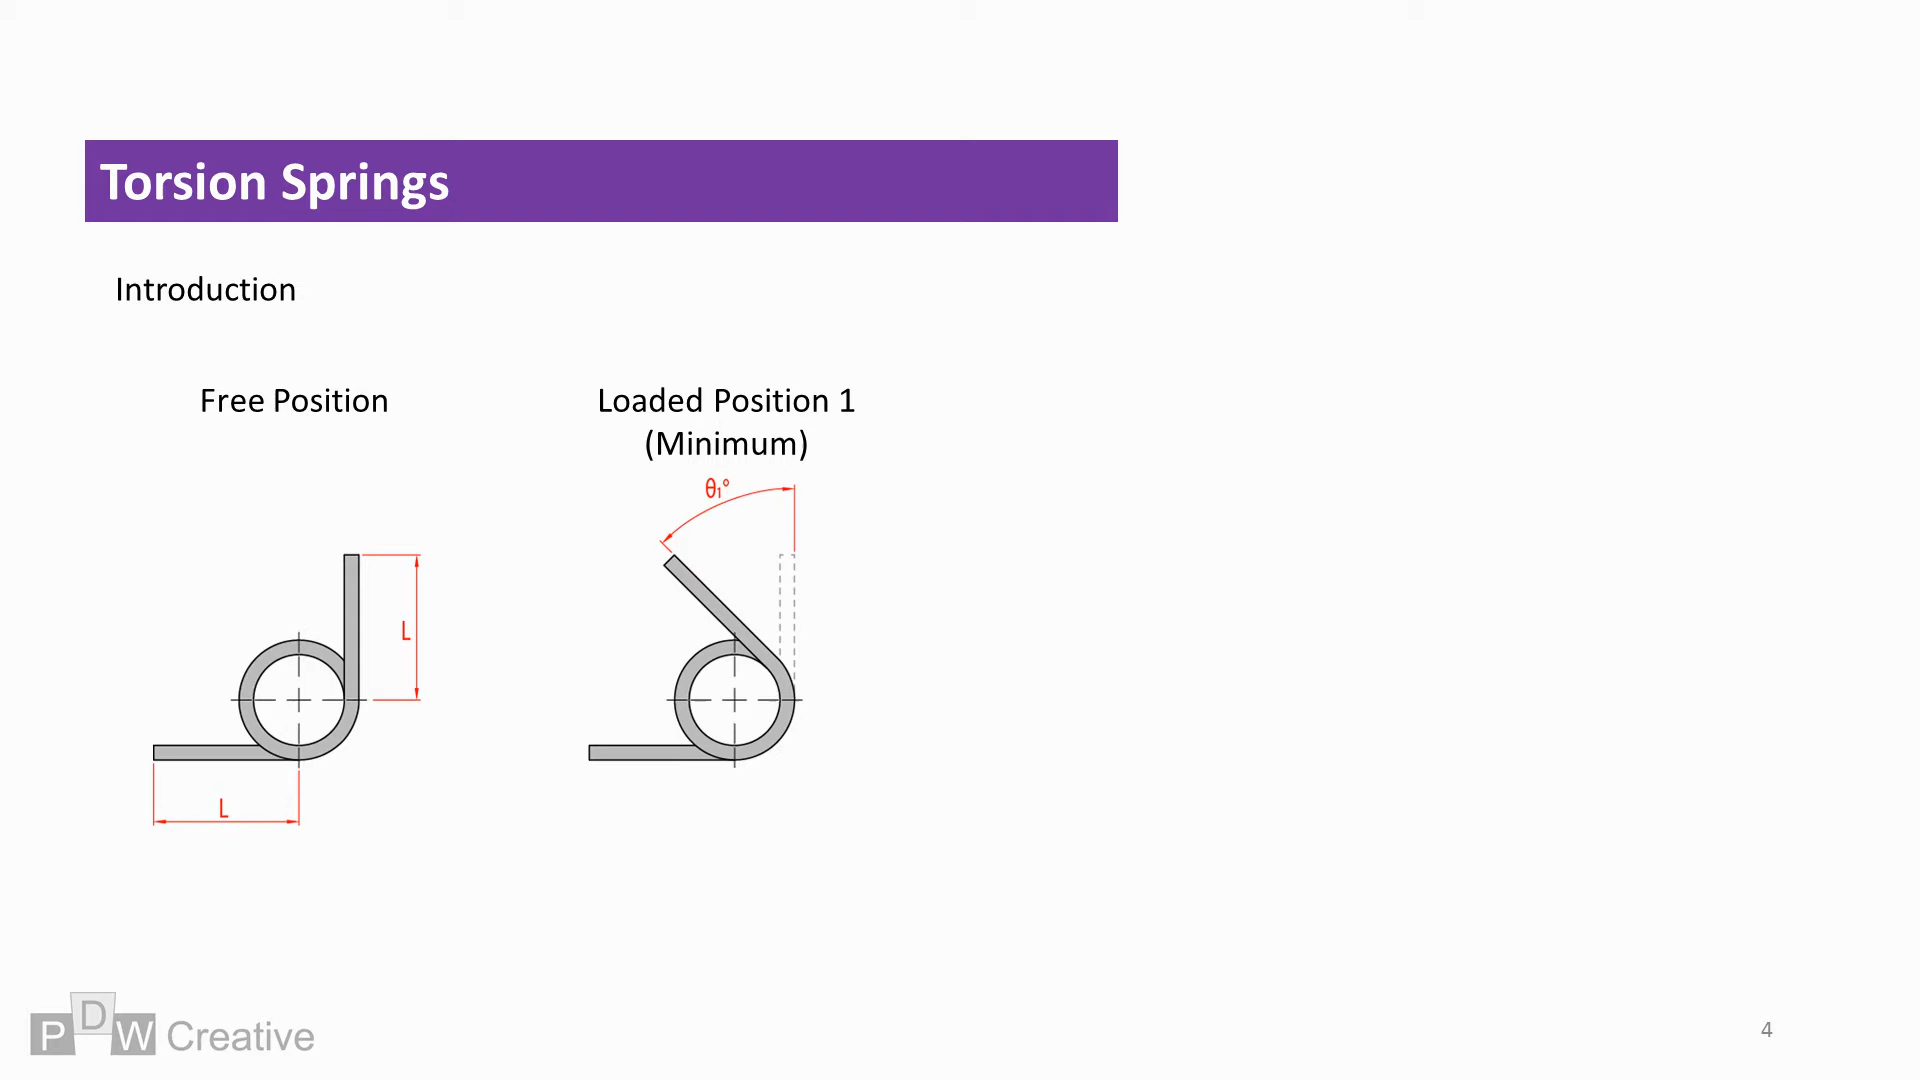 Torsion Springs
Introduction
Free Position
Loaded Position 1
(Minimum)
θ₁°
L
L
PDW Creative
4